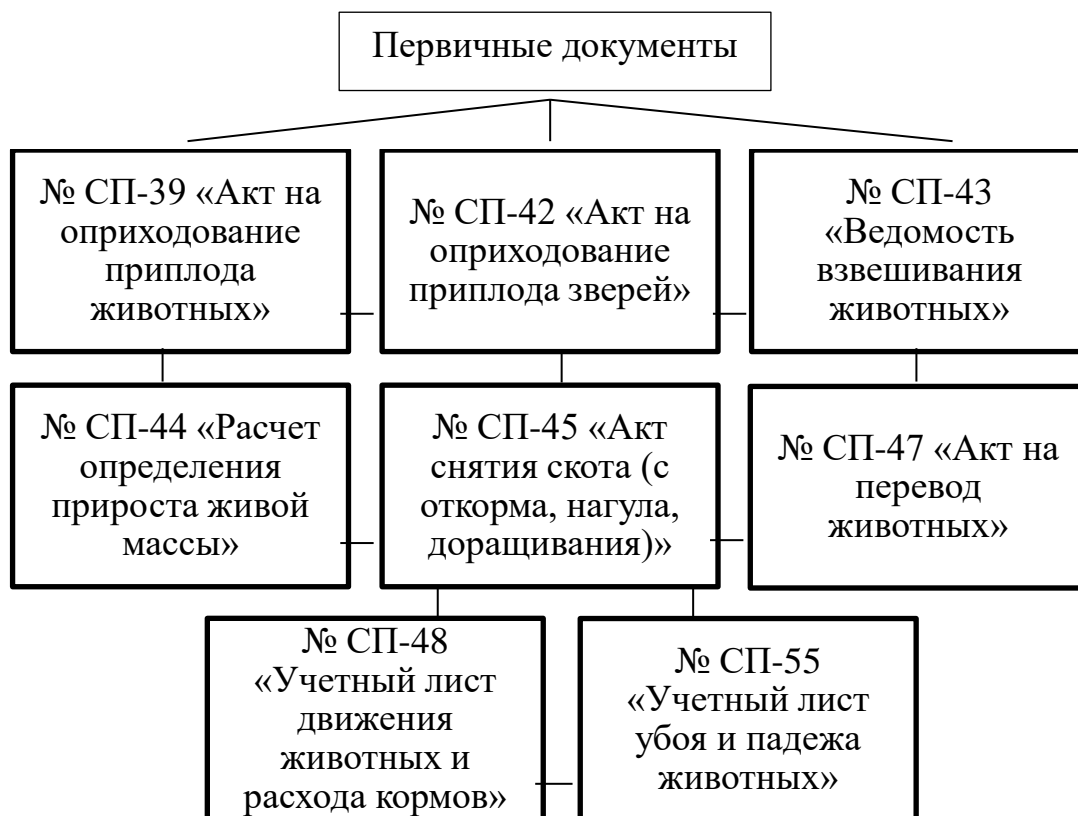 Первичные документы
№ СП-39 «Акт на
оприходование
приплода
животных»
№ СП-42 «Акт на
оприходование
приплода зверей»
№ СП-43
«Ведомость
взвешивания
животных»
№ СП-44 «Расчет
определения
прироста живой
массы»
№ СП-45 «Акт
снятия скота (с
откорма, нагула,
доращивания)»
№ СП-47 «Акт на
перевод
животных»
№ СП-48
«Учетный лист
движения
животных и
расхода кормов»
№ СП-55
«Учетный лист
убоя и падежа
животных»